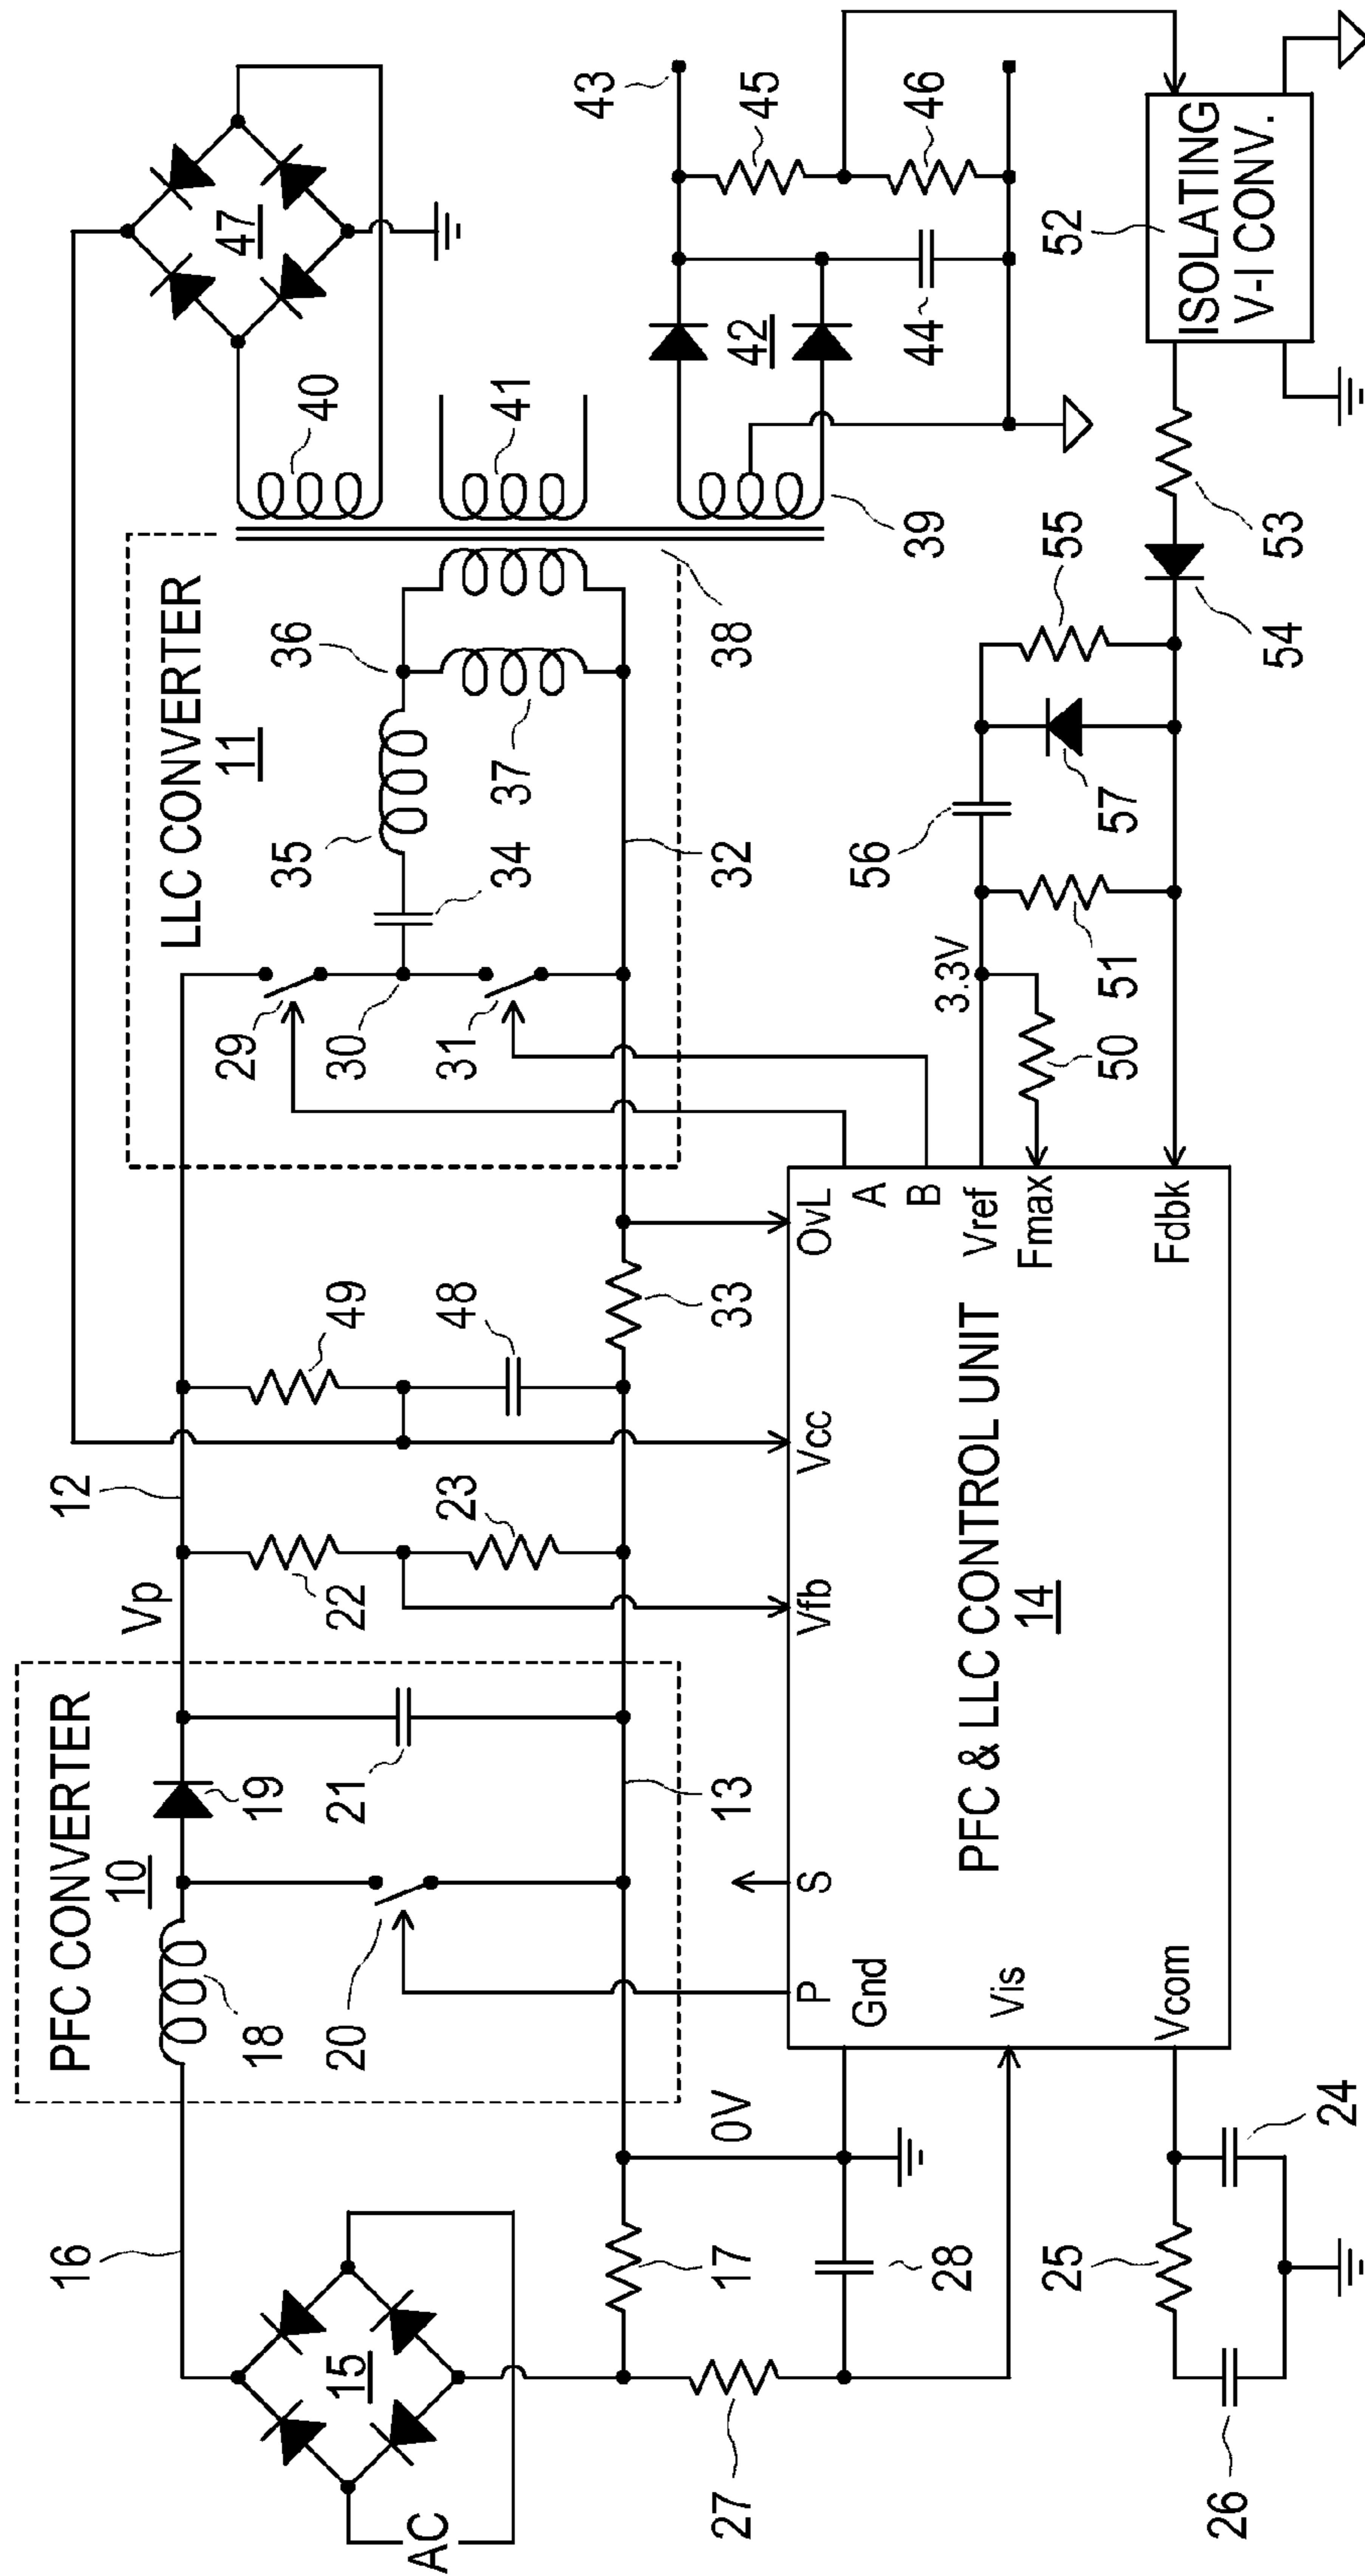 PFC CONVERTER
10
LLC CONVERTER
11
12
Vp
16
18
19
20
21
13
22
23
49
48
33
29
30
31
35
34
36
37
32
38
40
41
39
47
42
43
44
45
46
15
AC
17
27
28
0V
P
S
Vfb
Vcc
OvL
Gnd
Vis
Vcom
A
B
Vref
Fmax
Fdbk
PFC & LLC CONTROL UNIT
14
3.3V
50
51
56
57
55
54
53
52
ISOLATING
V-I CONV.
24
25
26